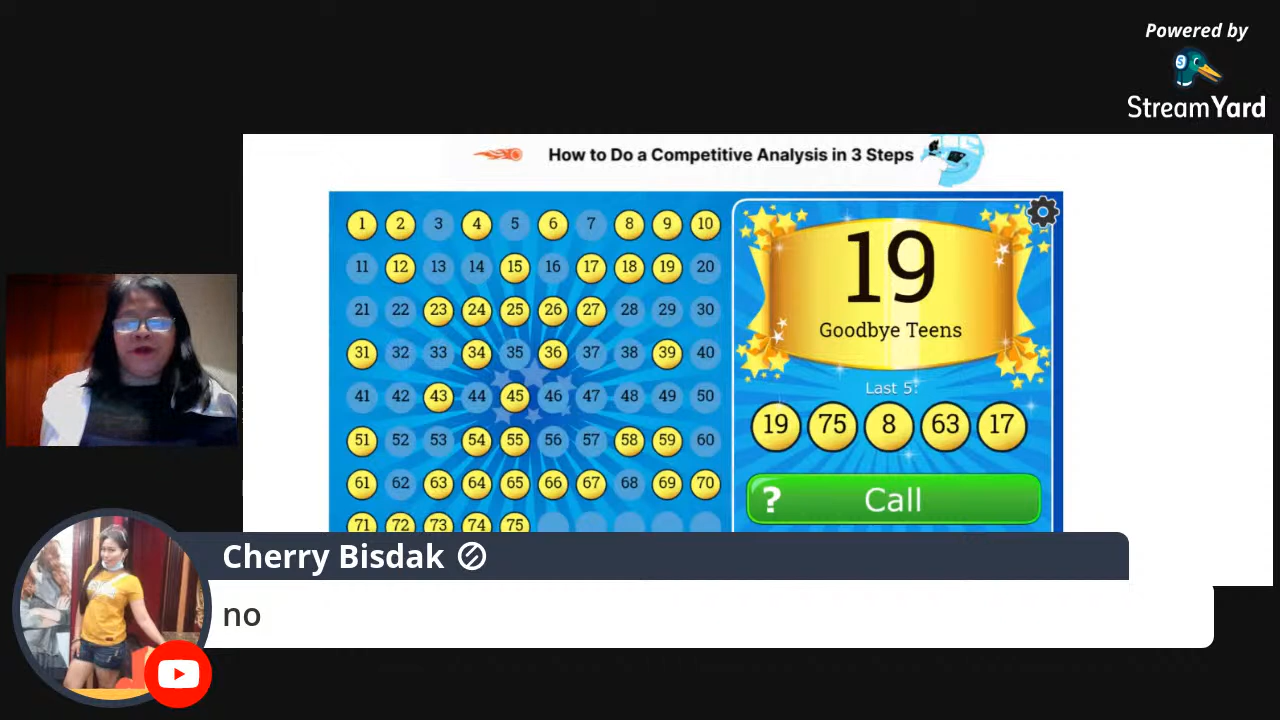 Powered by
StreamYard
How to Do a Competitive Analysis in 3 Steps
1 2 3 4 5 6 7 8 9 10
11 12 13 14 15 16 17 18 19 20
21 22 23 24 25 26 27 28 29 30
31 32 33 34 35 36 37 38 39 40
41 42 43 44 45 46 47 48 49 50
51 52 53 54 55 56 57 58 59 60
61 62 63 64 65 66 67 68 69 70
71 72 73 74 75
19
Goodbye Teens
Last 5:
19 75 8 63 17
? Call
Cherry Bisdak
no